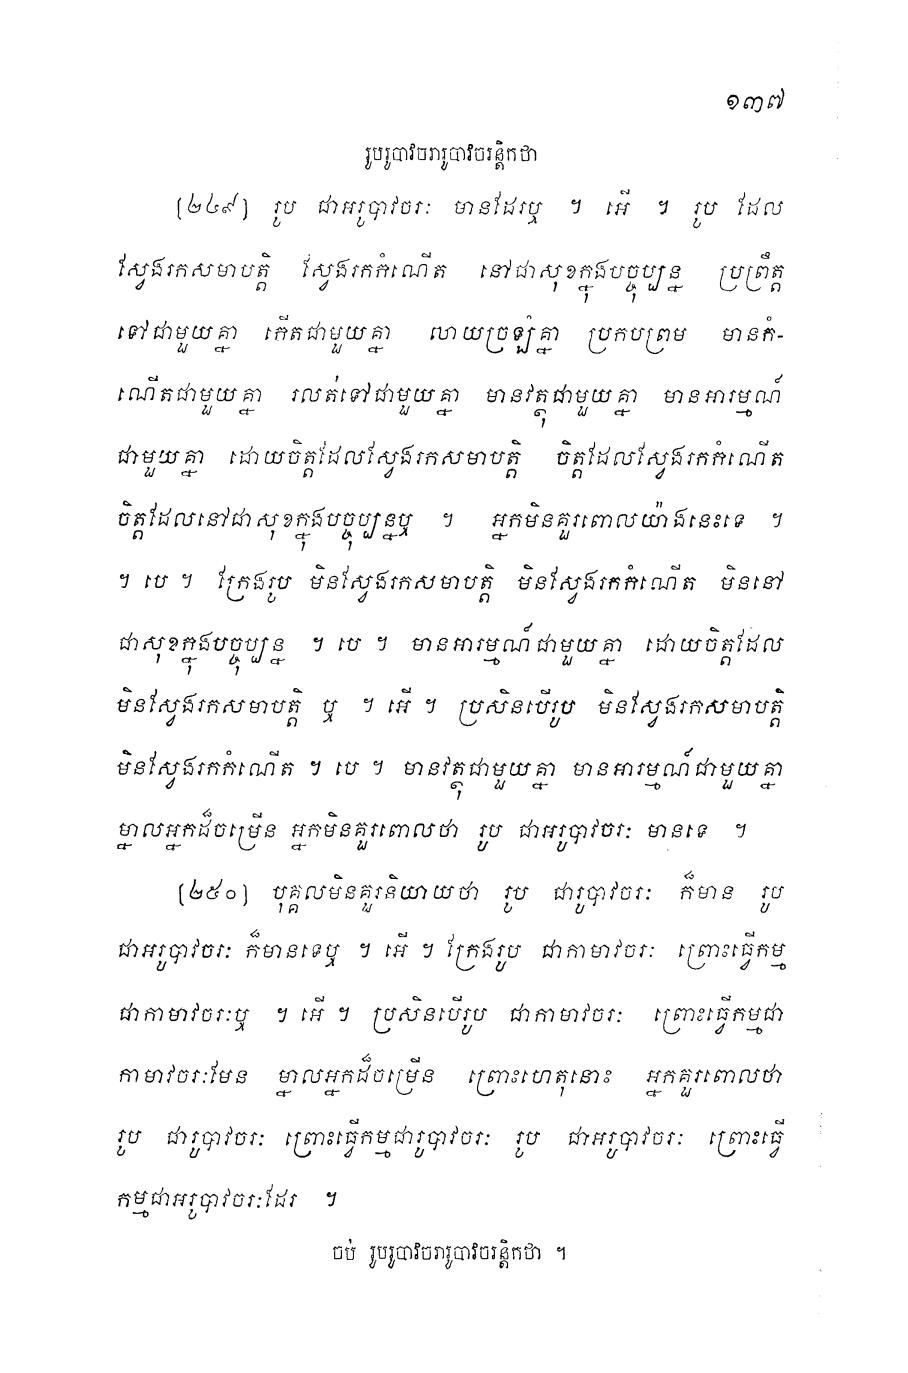 ១៣៧
រូបរូបាវចរារូបាវចរន្តិកថា
[២៤៩] រូប ជាអរូបាវចរៈ មានដែរឬ ។ អើ ។ រូប ដែល
ស្វែងរកសមាបត្តិ ស្វែងរកកំណើត នៅជាសុខក្នុងបច្ចុប្បន្ន ប្រព្រឹត្ត
ទៅជាមួយគ្នា កើតជាមួយគ្នា លាយច្រឡំគ្នា ប្រកបព្រម មានកំ-
ណើតជាមួយគ្នា រលត់ទៅជាមួយគ្នា មានវត្ថុជាមួយគ្នា មានអារម្មណ៍
ជាមួយគ្នា ដោយចិត្តដែលស្វែងរកសមាបត្តិ ចិត្តដែលស្វែងរកកំណើត
ចិត្តដែលនៅជាសុខក្នុងបច្ចុប្បន្នឬ ។ អ្នកមិនគួរពោលយ៉ាងនេះទេ ។
។ បេ ។ ក្រែងរូប មិនស្វែងរកសមាបត្តិ មិនស្វែងរកកំណើត មិននៅ
ជាសុខក្នុងបច្ចុប្បន្ន ។ បេ ។ មានអារម្មណ៍ជាមួយគ្នា ដោយចិត្តដែល
មិនស្វែងរកសមាបត្តិ ឬ ។ អើ ។ ប្រសិនបើរូប មិនស្វែងរកសមាបត្តិ
មិនស្វែងរកកំណើត ។ បេ ។ មានវត្ថុជាមួយគ្នា មានអារម្មណ៍ជាមួយគ្នា
ម្នាលអ្នកដ៏ចម្រើន អ្នកមិនគួរពោលថា រូប ជាអរូបាវចរៈ មានទេ ។
[២៥០] បុគ្គលមិនគួរនិយាយថា រូប ជារូបាវចរៈ ក៏មាន រូប
ជាអរូបាវចរៈ ក៏មានទេឬ ។ អើ ។ ក្រែងរូប ជាកាមាវចរៈ ព្រោះធ្វើកម្ម
ជាកាមាវចរៈឬ ។ អើ ។ ប្រសិនបើរូប ជាកាមាវចរៈ ព្រោះធ្វើកម្មជា
កាមាវចរៈមែន ម្នាលអ្នកដ៏ចម្រើន ព្រោះហេតុនោះ អ្នកគួរពោលថា
រូប ជារូបាវចរៈ ព្រោះធ្វើកម្មជារូបាវចរៈ រូប ជាអរូបាវចរៈ ព្រោះធ្វើ
កម្មជាអរូបាវចរៈដែរ ។
ចប់ រូបរូបាវចរារូបាវចរន្តិកថា ។